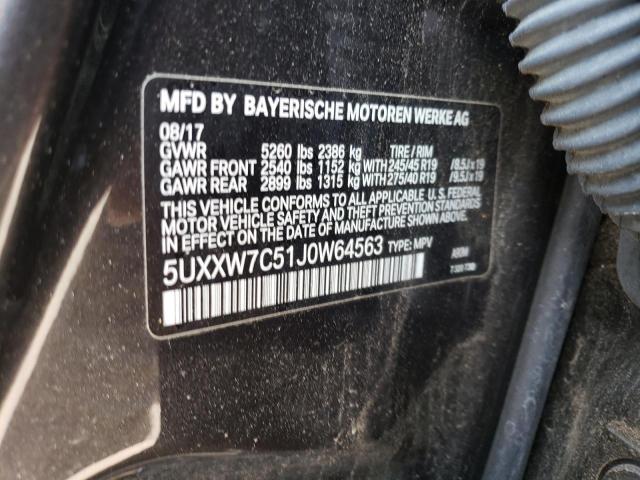 MFD BY BAYERISCHE MOTOREN WERKE AG
08/17
GVWR 5260 lbs 2386 kg TIRE / RIM
GAWR FRONT 2540 lbs 1152 kg WITH 245/45 R19 /8.5J x 19
GAWR REAR 2899 lbs 1315 kg WITH 275/40 R19 /9.5J x 19
THIS VEHICLE CONFORMS TO ALL APPLICABLE U.S. FEDERAL
MOTOR VEHICLE SAFETY AND THEFT PREVENTION STANDARDS
IN EFFECT ON THE DATE OF MANUFACTURE SHOWN ABOVE.
5UXXW7C51J0W64563 TYPE: MPV